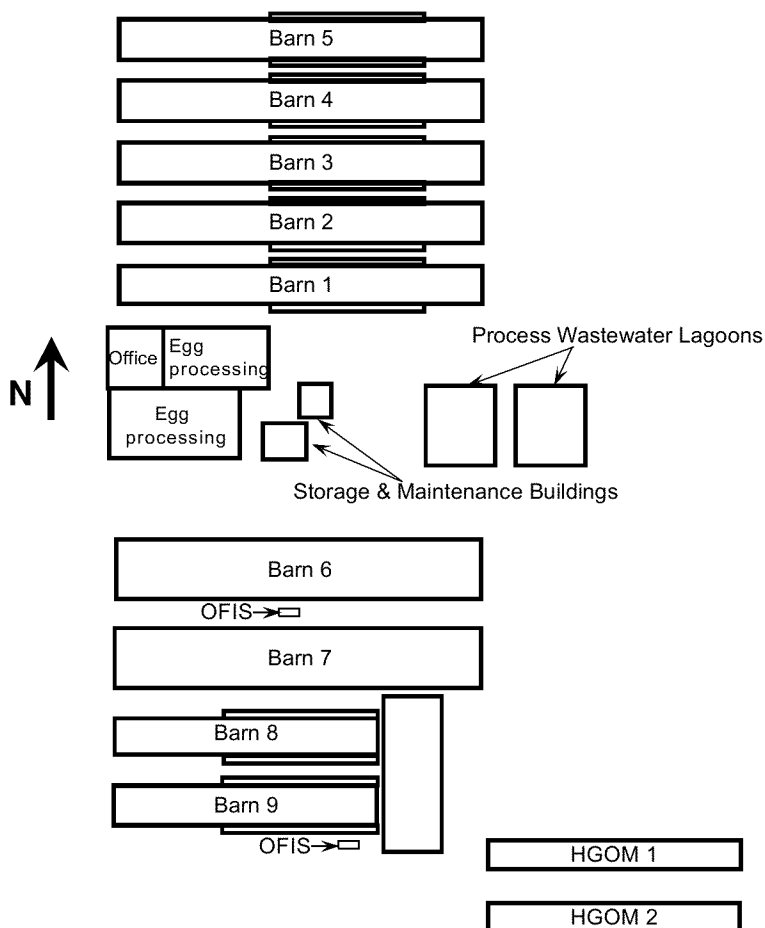 Barn 5
Barn 4
Barn 3
Barn 2
Barn 1
Process Wastewater Lagoons
Office
Egg
processing
N
Egg
processing
Storage & Maintenance Buildings
Barn 6
OFIS
Barn 7
Barn 8
Barn 9
OFIS
HGOM 1
HGOM 2